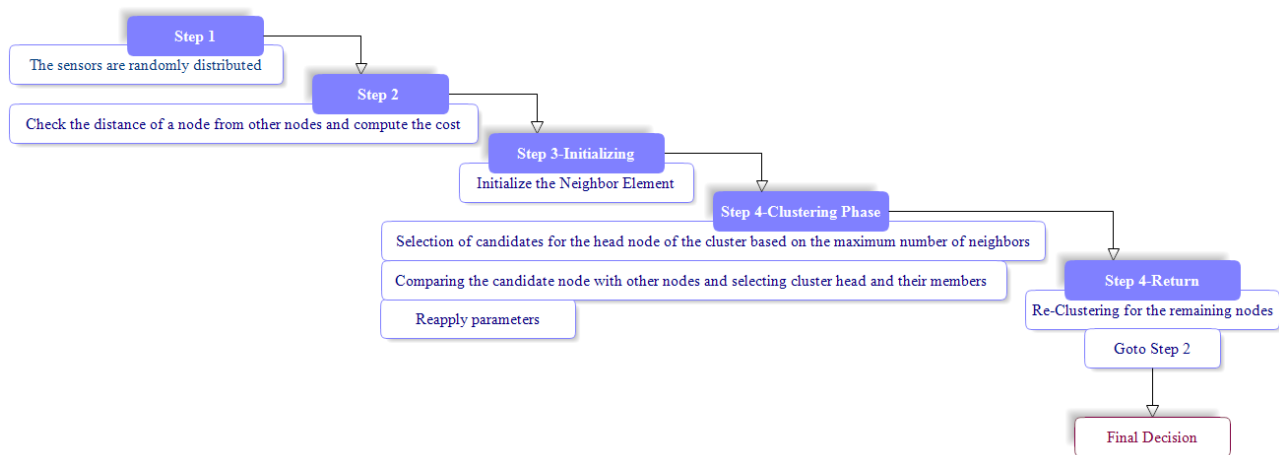 Step 1
The sensors are randomly distributed
Step 2
Check the distance of a node from other nodes and compute the cost
Step 3-Initializing
Initialize the Neighbor Element
Step 4-Clustering Phase
Selection of candidates for the head node of the cluster based on the maximum number of neighbors
Comparing the candidate node with other nodes and selecting cluster head and their members
Reapply parameters
Step 4-Return
Re-Clustering for the remaining nodes
Goto Step 2
Final Decision